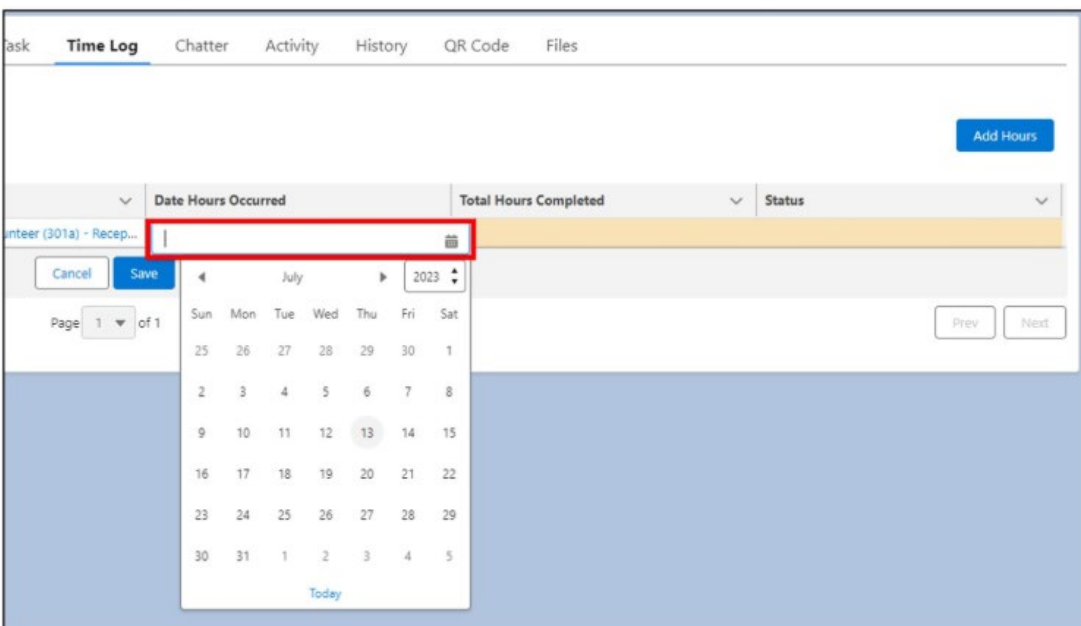 Task Time Log Chatter Activity History QR Code Files
Add Hours
Date Hours Occurred Total Hours Completed Status
unteer (301a) - Recep...
Cancel Save
July 2023
Sun Mon Tue Wed Thu Fri Sat
25 26 27 28 29 30 1
2 3 4 5 6 7 8
9 10 11 12 13 14 15
16 17 18 19 20 21 22
23 24 25 26 27 28 29
30 31 1 2 3 4 5
Today
Page 1 of 1
Prev Next